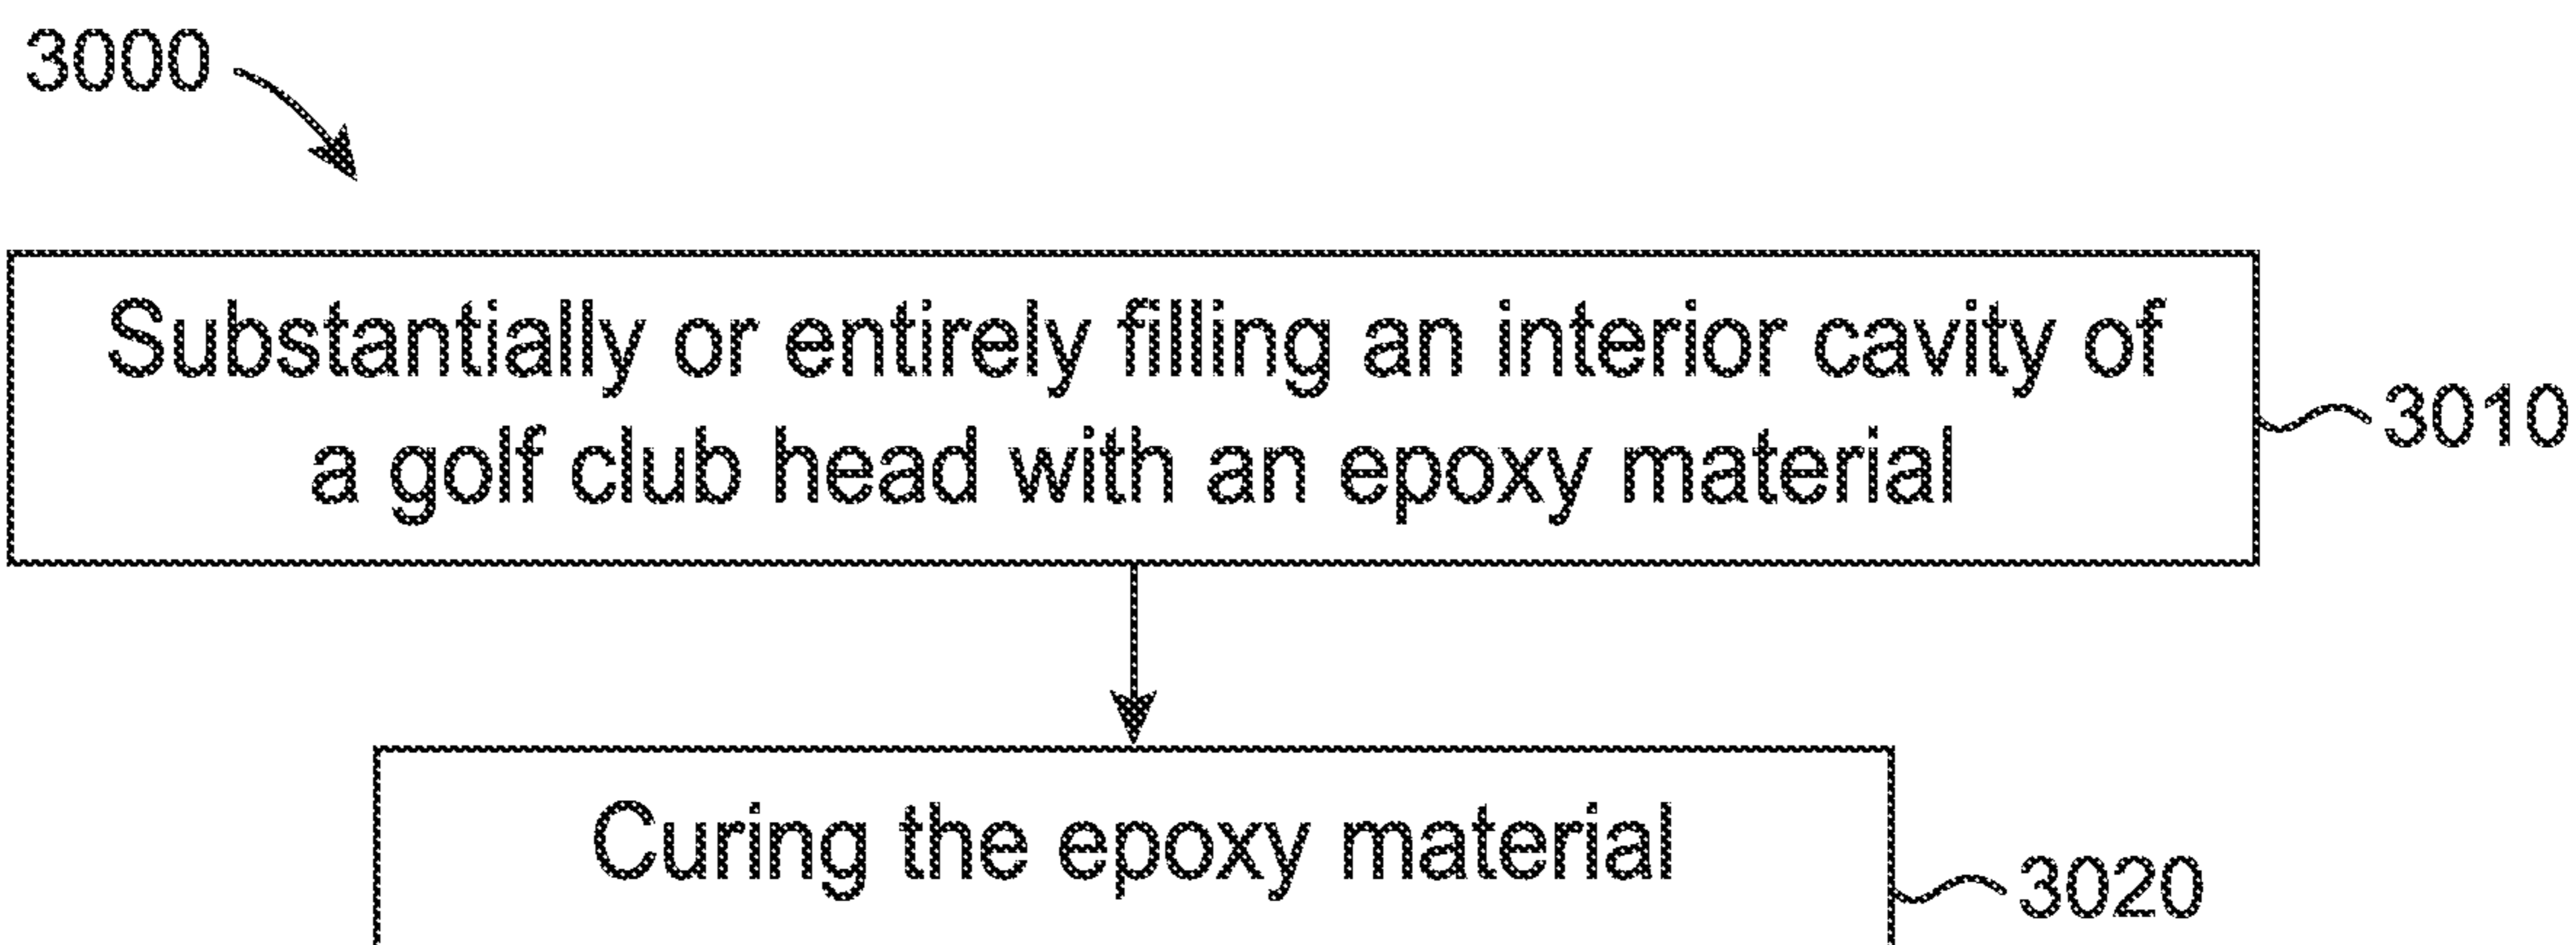 3000
Substantially or entirely filling an interior cavity of
a golf club head with an epoxy material
3010
Curing the epoxy material
3020